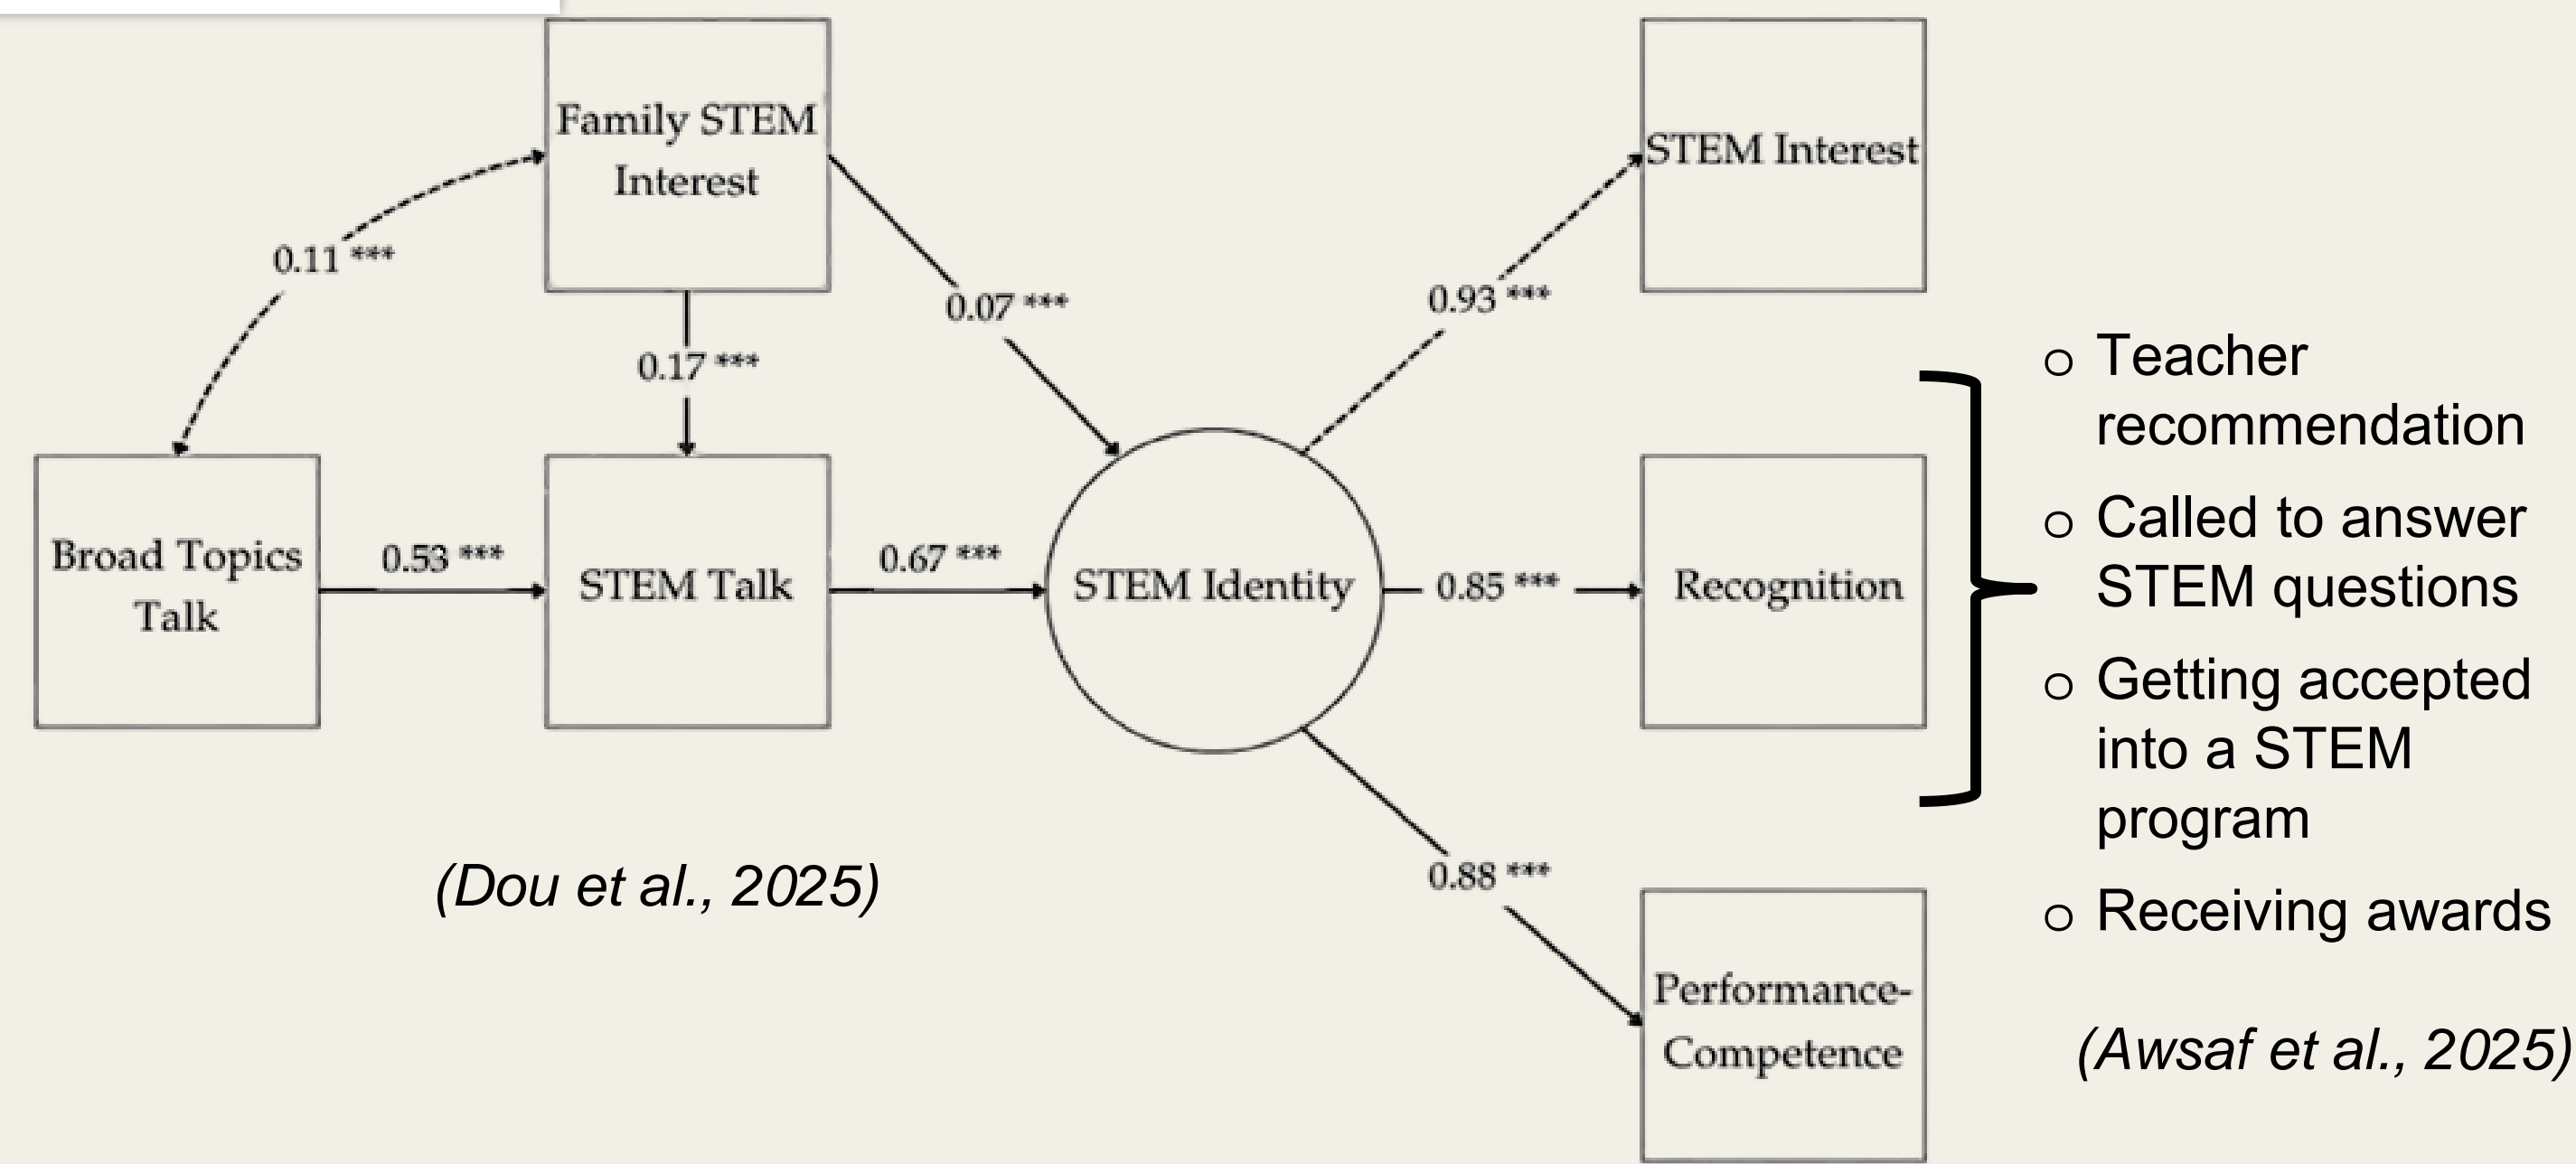 Family STEM
Interest
STEM Interest
0.11 ***
0.07 ***
0.93 ***
0.17 ***
Broad Topics
Talk
0.53 ***
STEM Talk
0.67 ***
STEM Identity
0.85 ***
Recognition
0.88 ***
Performance-
Competence
(Dou et al., 2025)
o Teacher
recommendation
o Called to answer
STEM questions
o Getting accepted
into a STEM
program
o Receiving awards
(Awsaf et al., 2025)